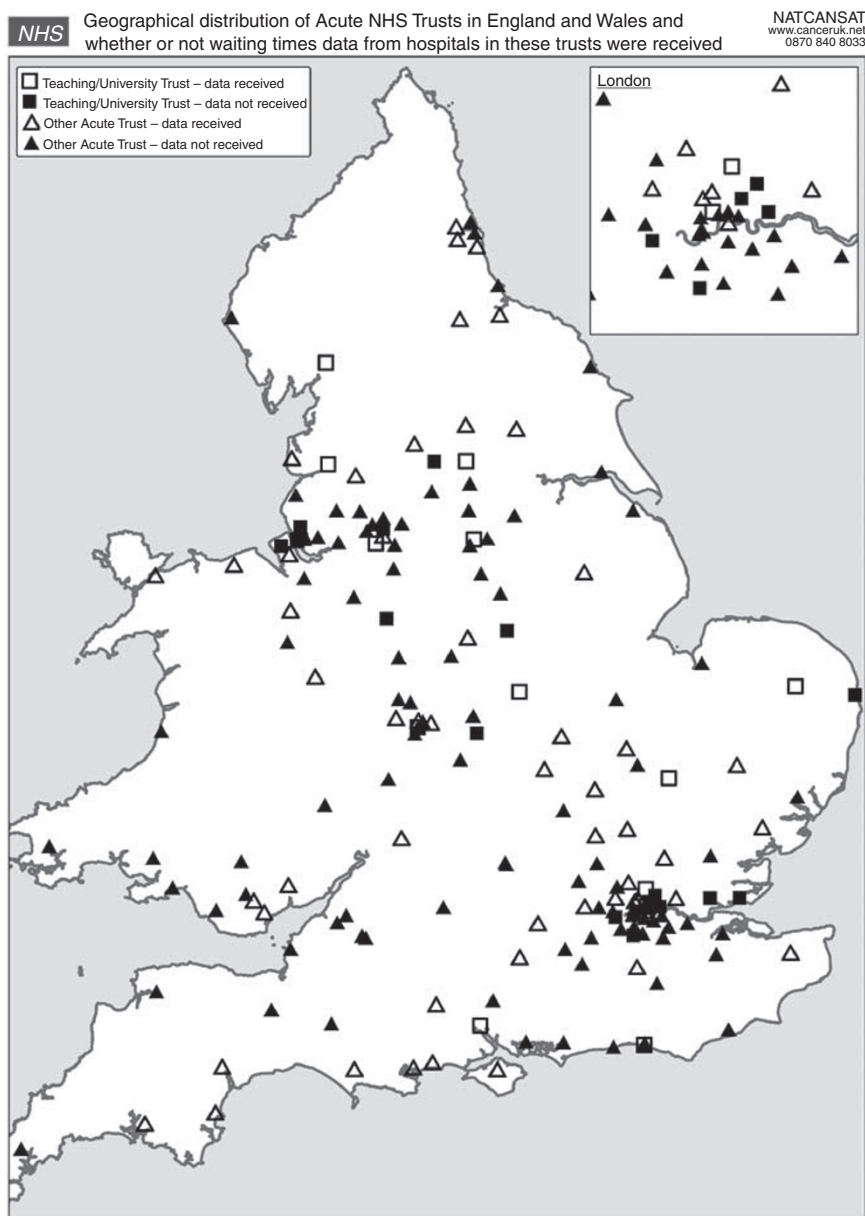 NHS
Geographical distribution of Acute NHS Trusts in England and Wales and
whether or not waiting times data from hospitals in these trusts were received
NATCANSAT
www.canceruk.net
0870 840 8033
Teaching/University Trust – data received
Teaching/University Trust – data not received
Other Acute Trust – data received
Other Acute Trust – data not received
London